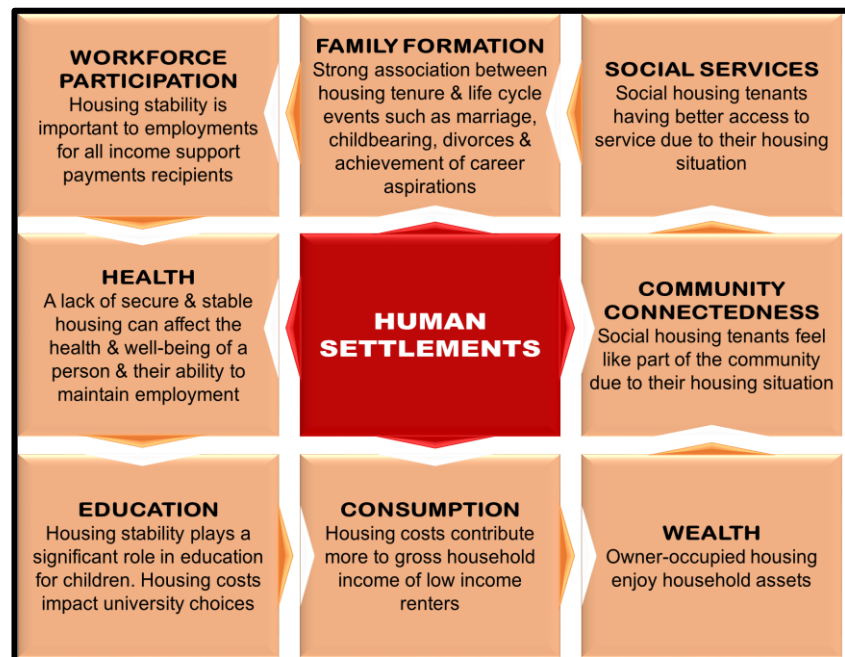 WORKFORCE
PARTICIPATION
Housing stability is
important to employments
for all income support
payments recipients
FAMILY FORMATION
Strong association between
housing tenure & life cycle
events such as marriage,
childbearing, divorces &
achievement of career
aspirations
SOCIAL SERVICES
Social housing tenants
having better access to
service due to their housing
situation
HEALTH
A lack of secure & stable
housing can affect the
health & well-being of a
person & their ability to
maintain employment
HUMAN
SETTLEMENTS
COMMUNITY
CONNECTEDNESS
Social housing tenants feel
like part of the community
due to their housing situation
EDUCATION
Housing stability plays a
significant role in education
for children. Housing costs
impact university choices
CONSUMPTION
Housing costs contribute
more to gross household
income of low income
renters
WEALTH
Owner-occupied housing
enjoy household assets